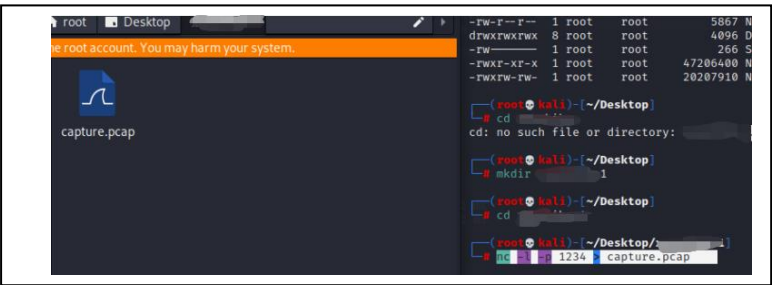 root Desktop
e root account. You may harm your system.
capture.pcap
-rw-r--r-- 1 root root 5867 N
drwxrwxrwx 8 root root 4096 D
-rw------- 1 root root 266 S
-rwxr-xr-x 1 root root 47206400 N
-rwxrw-rw- 1 root root 20207910 N
(root💀kali)-[~/Desktop]
# cd
cd: no such file or directory:
(root💀kali)-[~/Desktop]
# mkdir 1
(root💀kali)-[~/Desktop]
# cd
(root💀kali)-[~/Desktop/ 1]
# nc -l -p 1234 > capture.pcap